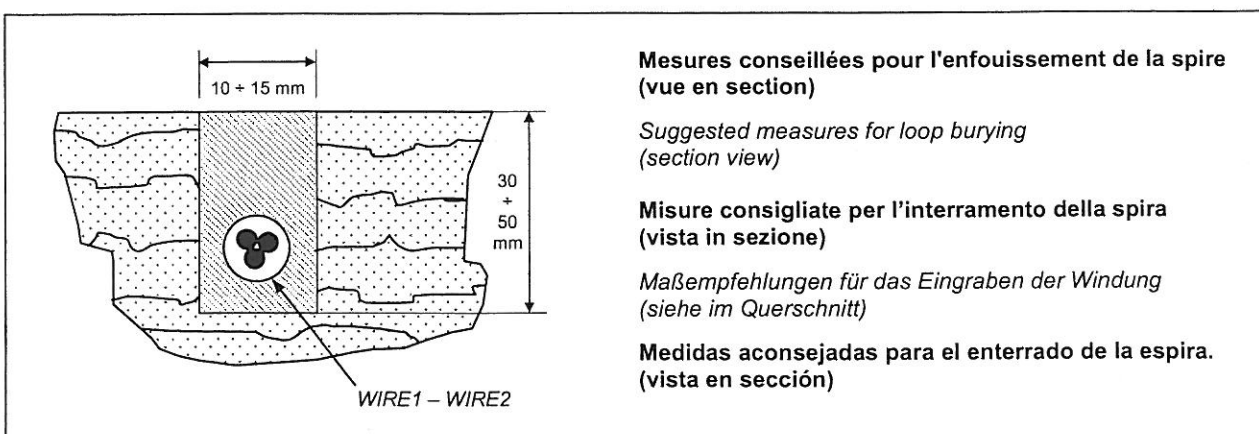 10 ÷ 15 mm
30
÷
50
mm
WIRE1 – WIRE2
Mesures conseillées pour l'enfouissement de la spire
(vue en section)
Suggested measures for loop burying
(section view)
Misure consigliate per l'interramento della spira
(vista in sezione)
Maßempfehlungen für das Eingraben der Windung
(siehe im Querschnitt)
Medidas aconsejadas para el enterrado de la espira.
(vista en sección)